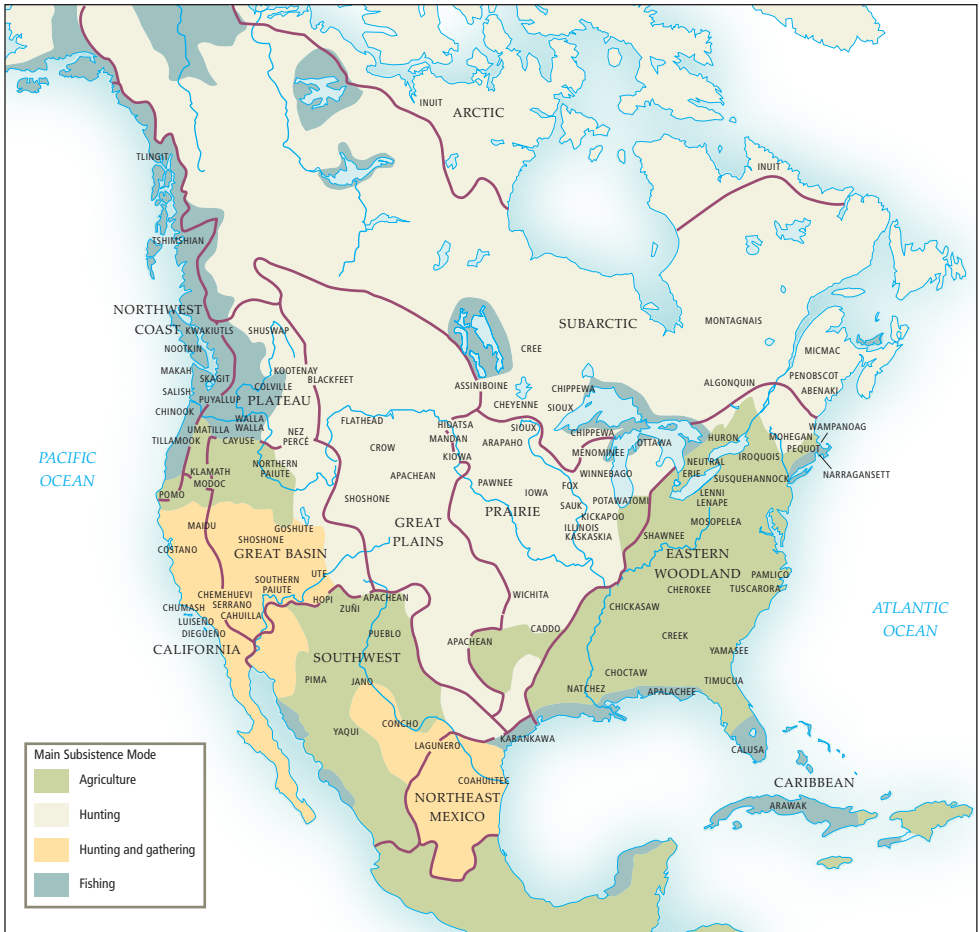 INUIT
ARCTIC
TLINGIT
INUIT
TSHIMSHIAN
NORTHWEST
COAST
KWAKIUTLS
SHUSWAP
NOOTKIN
MAKAH
SKAGIT
KOOTENAY
BLACKFEET
COLVILLE
SALISH
PUYALLUP
PLATEAU
CHINOOK
WALLA
WALLA
UMATILLA
TILLAMOOK
CAYUSE
NEZ
PERCÉ
NORTHERN
PAIUTE
KLAMATH
MODOC
POMO
SUBARCTIC
MONTAGNAIS
CREE
MICMAC
PENOBSCOT
ABENAKI
ALGONQUIN
ASSINIBOINE
CHIPPEWA
CHEYENNE
SIOUX
FLATHEAD
HIDATSA
MANDAN
SIOUX
ARAPAHO
CHIPPEWA
OTTAWA
HURON
MOHEGAN
PEQUOT
WAMPANOAG
NARRAGANSETT
CROW
KIOWA
MENOMINEE
NEUTRAL
ERIE
IROQUOIS
APACHEAN
PAWNEE
WINNEBAGO
SUSQUEHANNOCK
SHOSHONE
IOWA
FOX
POTAWATOMI
LENNI
LENAPE
PACIFIC
OCEAN
GREAT
PLAINS
PRAIRIE
SAUK
KICKAPOO
ILLINOIS
KASKASKIA
MOSOPELEA
SHAWNEE
EASTERN
WOODLAND
MAIDU
GOSHUTE
SHOSHONE
GREAT BASIN
COSTANO
UTE
SOUTHERN
PAIUTE
CHEMEHUEVI
SERRANO
CAHUILLA
CHUMASH
LUISEÑO
DIEGUEÑO
CALIFORNIA
HOPI
ZUÑI
APACHEAN
PUEBLO
SOUTHWEST
PIMA
JANO
YAQUI
CONCHO
WICHITA
CADDO
APACHEAN
CHEROKEE
PAMLICO
TUSCARORA
CHICKASAW
CREEK
YAMASEE
CHOCTAW
NATCHEZ
APALACHEE
TIMUCUA
ATLANTIC
OCEAN
KARANKAWA
LAGUNERO
COAHUILTEC
NORTHEAST
MEXICO
CALUSA
CARIBBEAN
ARAWAK
Main Subsistence Mode
Agriculture
Hunting
Hunting and gathering
Fishing